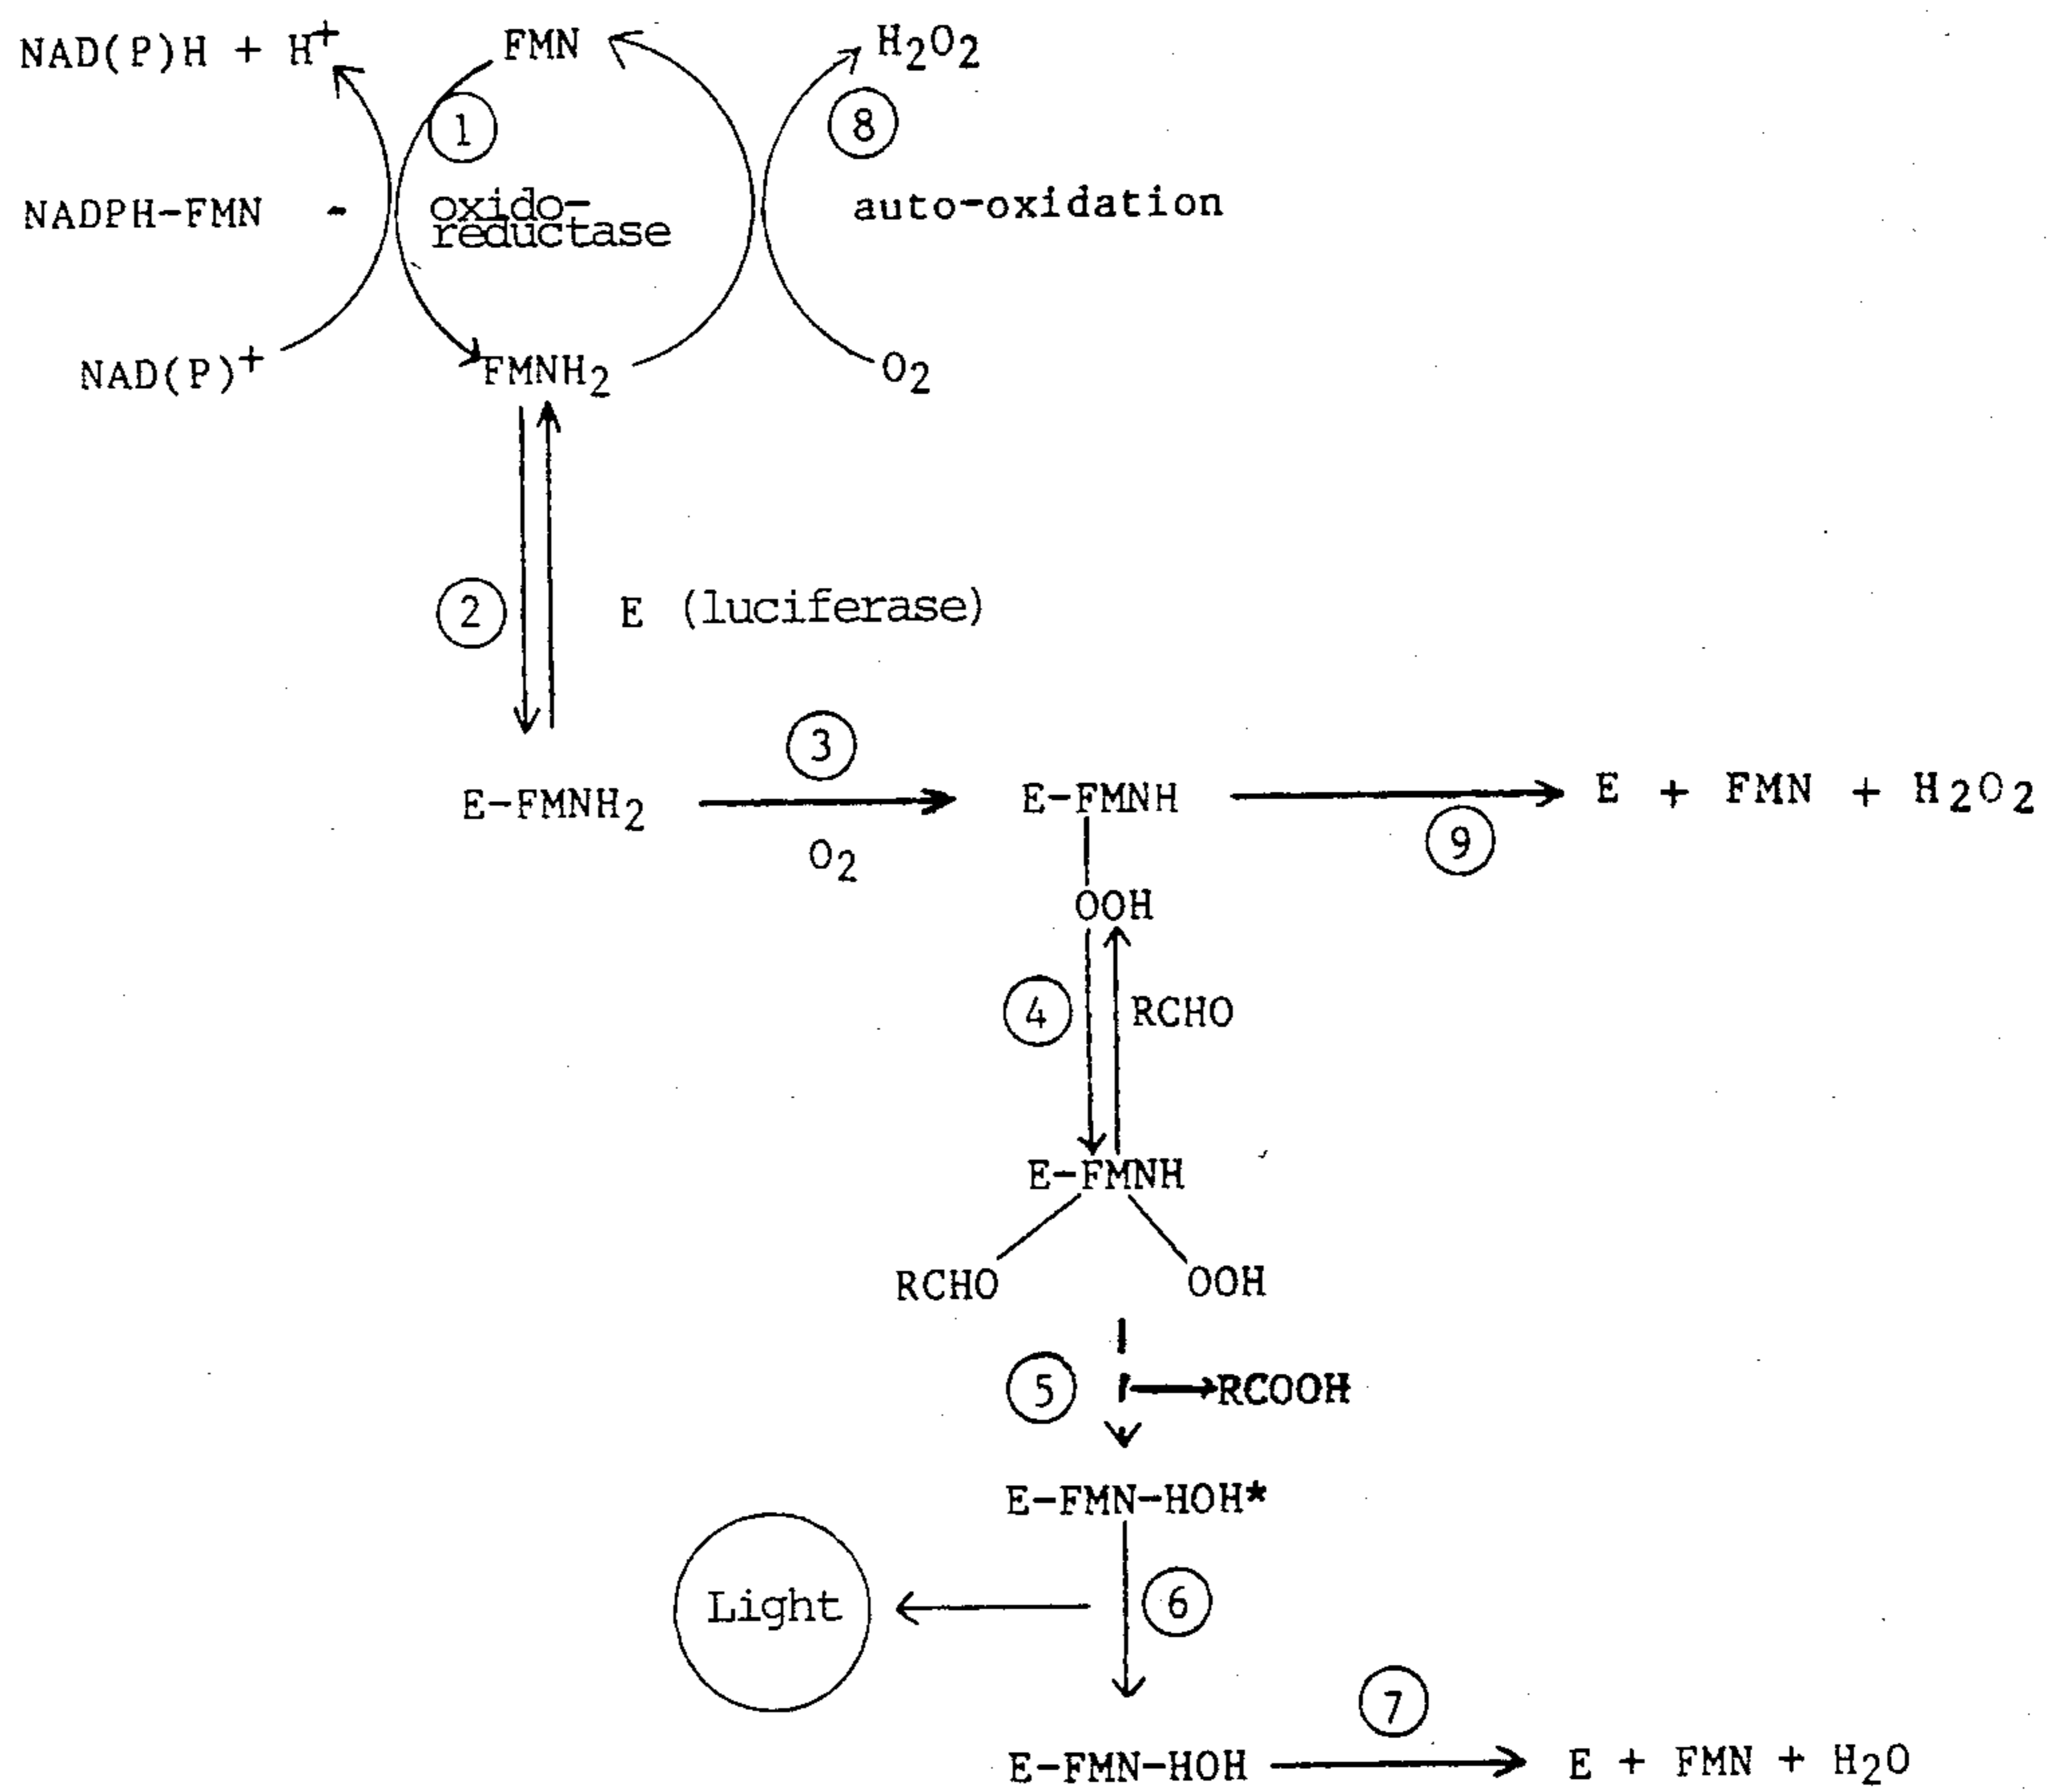 NAD(P)H + H+ FMN H2O2
1 8
NADPH-FMN - oxido- auto-oxidation
reductase
NAD(P)+ FMNH2 O2
2 E (luciferase)
3
E-FMNH2 E-FMNH E + FMN + H2O2
O2 9
OOH
4 RCHO
E-FMNH
RCHO OOH
5 RCOOH
E-FMN-HOH*
Light 6
7
E-FMN-HOH E + FMN + H2O